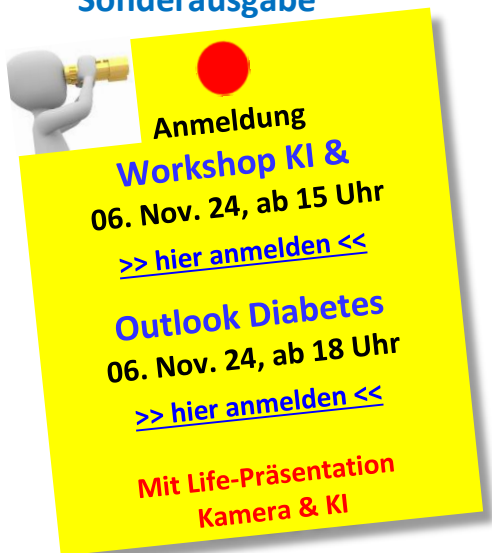 Sonderausgabe
Anmeldung
Workshop KI &
06. Nov. 24, ab 15 Uhr
>> hier anmelden <<
Outlook Diabetes
06. Nov. 24, ab 18 Uhr
>> hier anmelden <<
Mit Life-Präsentation
Kamera & KI